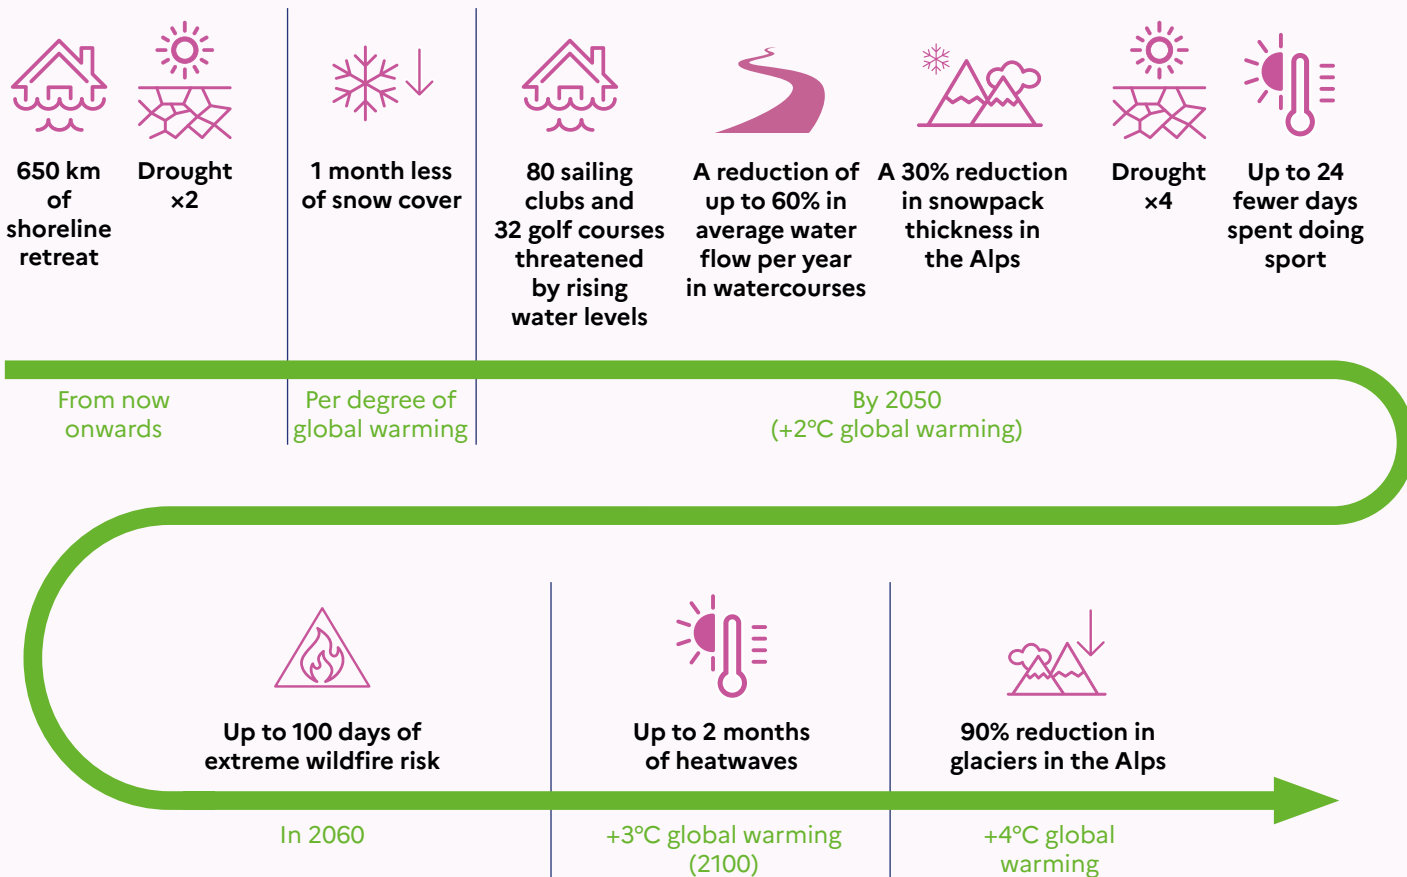 650 km
of
shoreline
retreat
Drought
×2
1 month less
of snow cover
80 sailing
clubs and
32 golf courses
threatened
by rising
water levels
A reduction of
up to 60% in
average water
flow per year
in watercourses
A 30% reduction
in snowpack
thickness in
the Alps
Drought
×4
Up to 24
fewer days
spent doing
sport
From now
onwards
Per degree of
global warming
By 2050
(+2°C global warming)
Up to 100 days of
extreme wildfire risk
Up to 2 months
of heatwaves
90% reduction in
glaciers in the Alps
In 2060
+3°C global warming
(2100)
+4°C global
warming